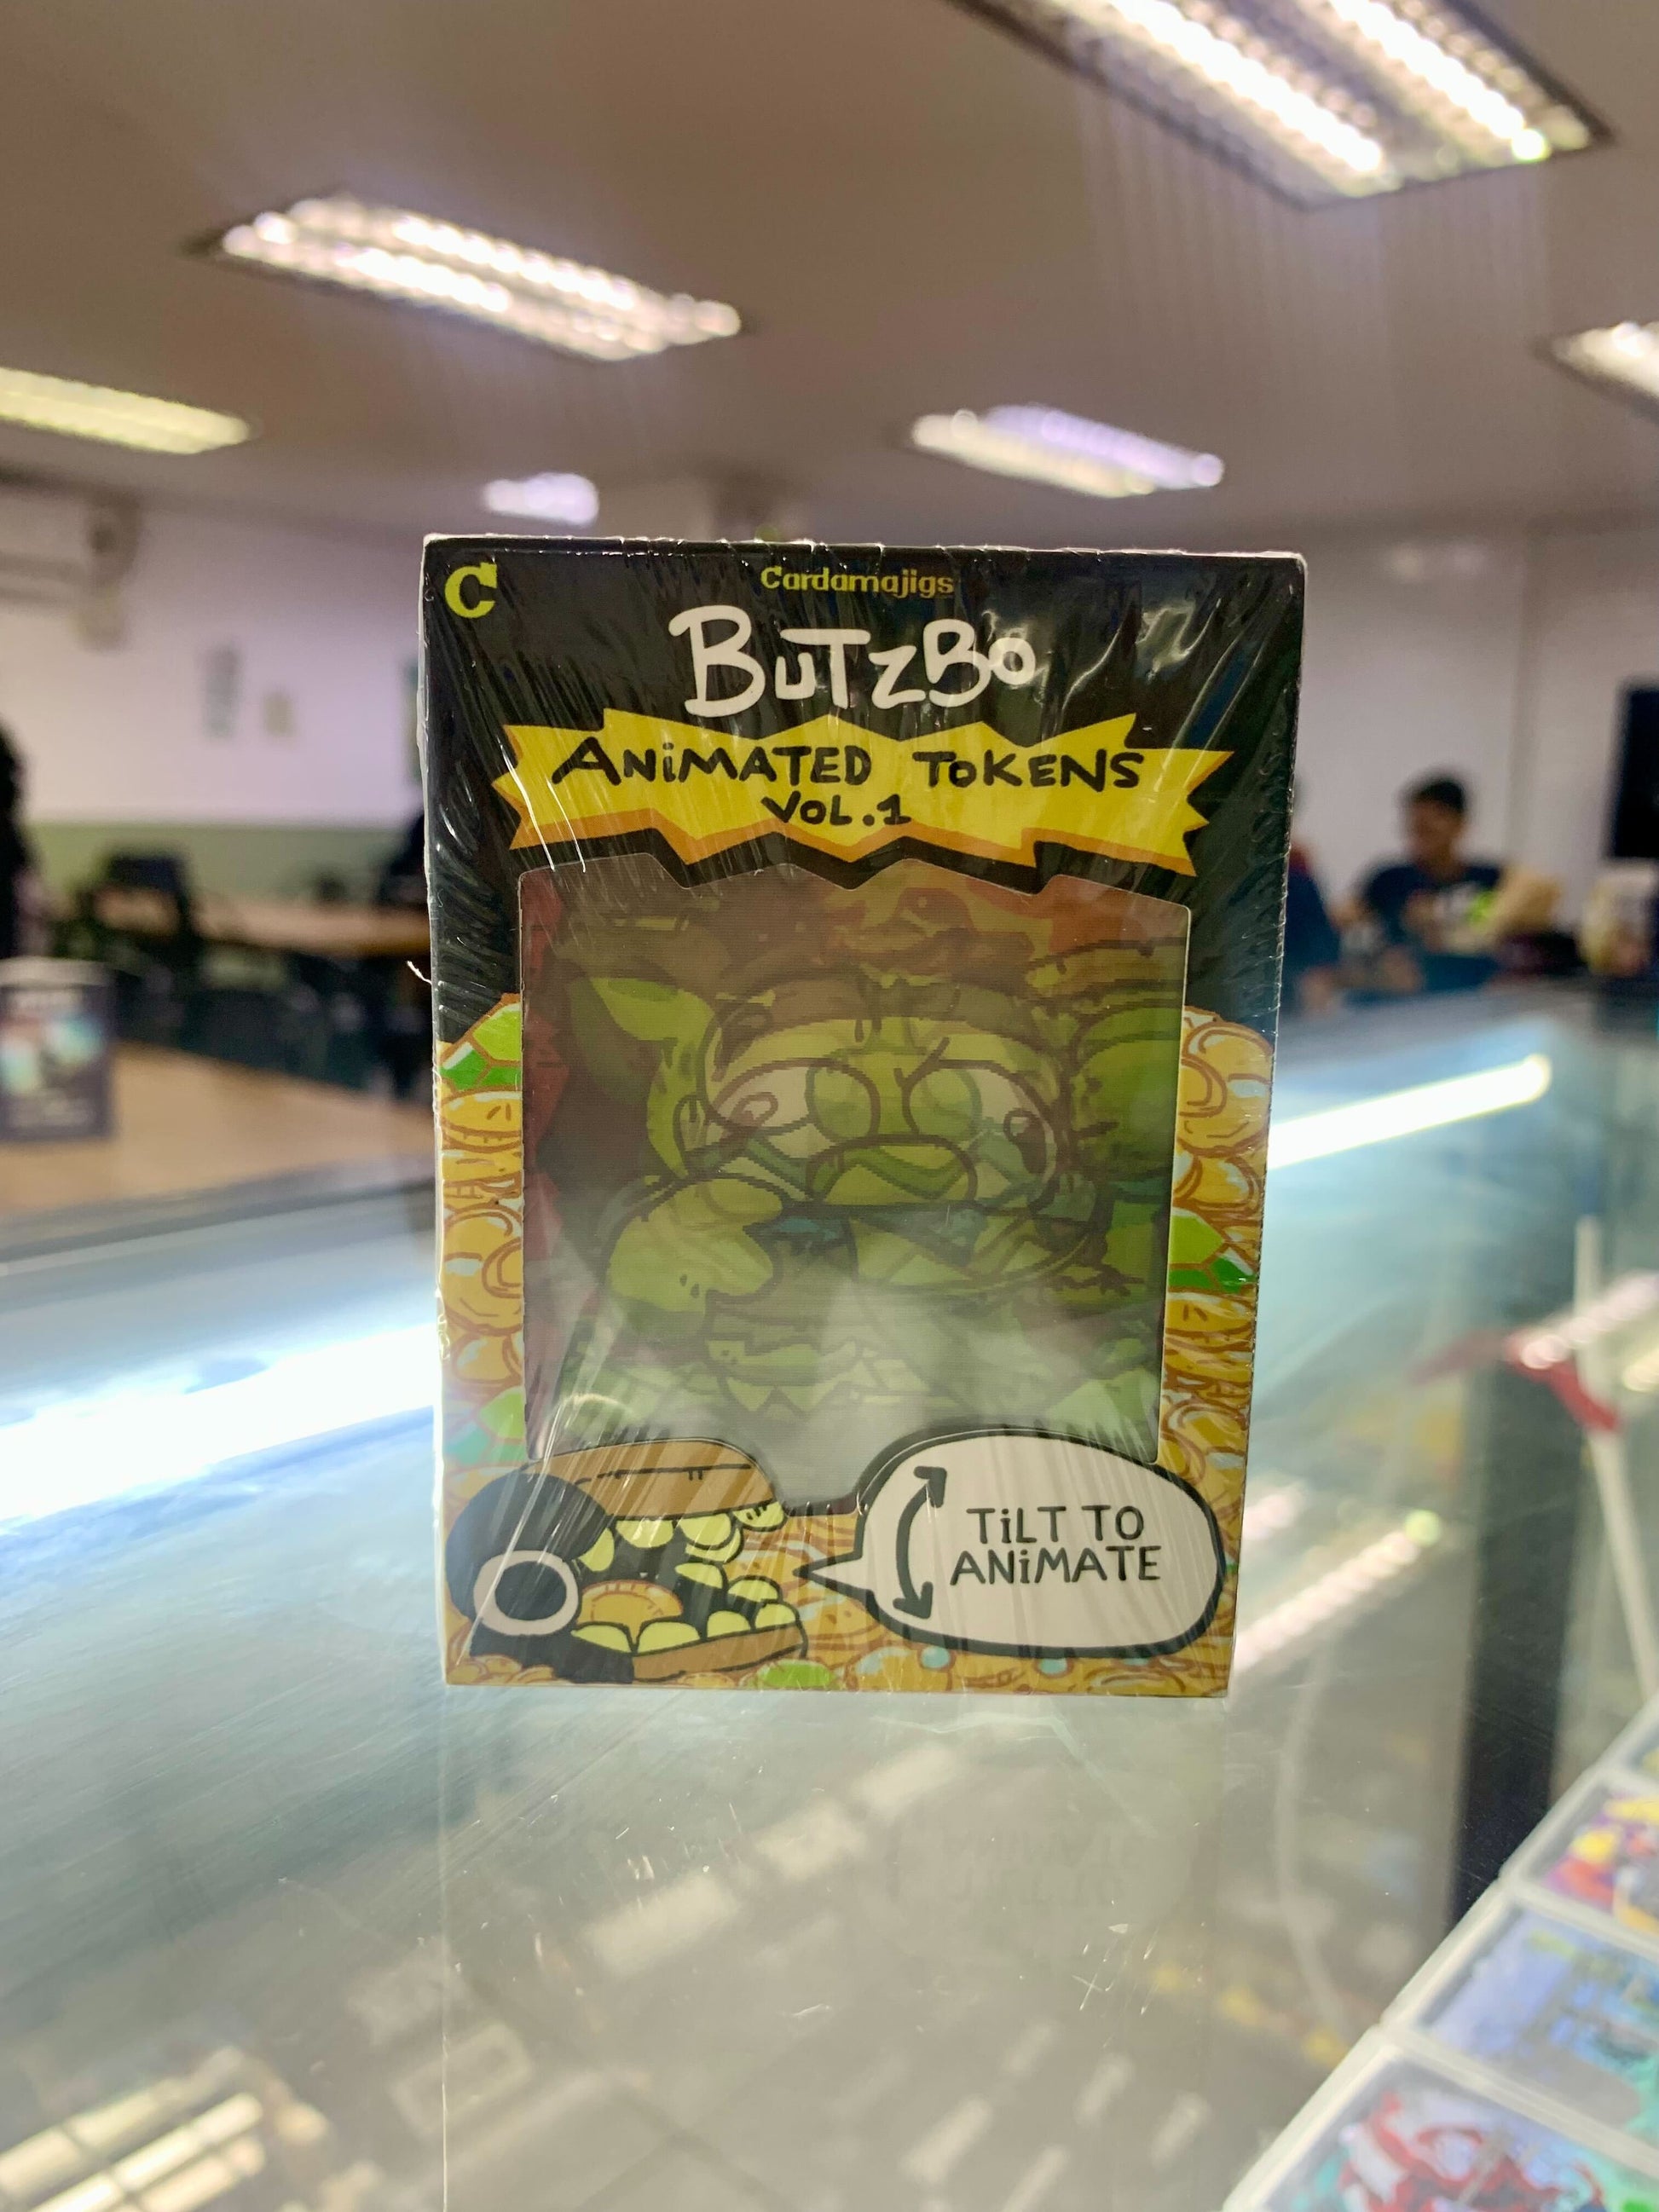 C
Cardamajigs
BUTZBO
ANiMATED TOKENS
VOL.1
TiLT TO
ANiMATE